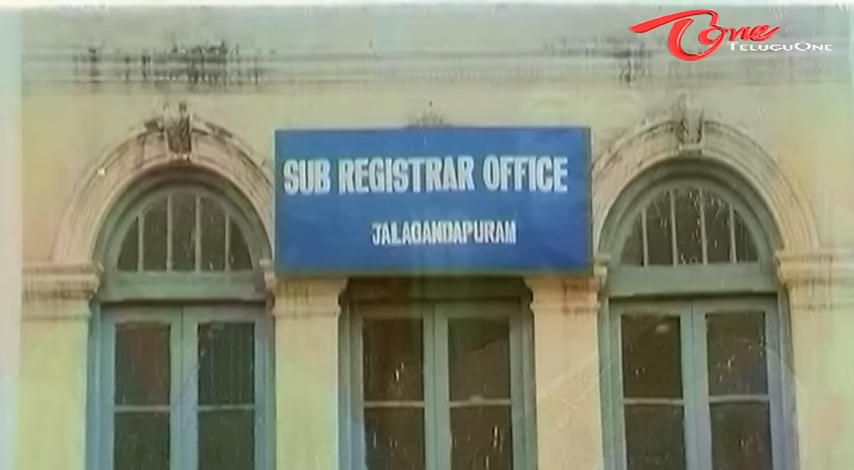 One
TELUGUONE
SUB REGISTRAR OFFICE
JALAGANDAPURAM